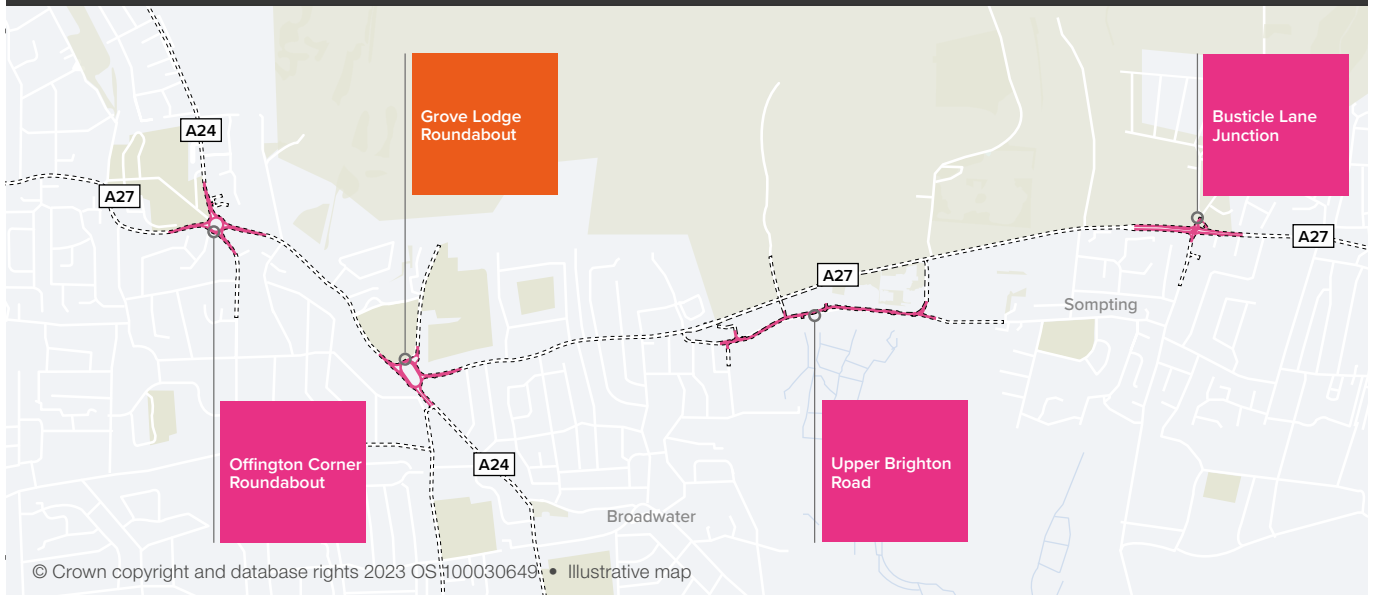 Grove Lodge
Roundabout
Busticle Lane
Junction
A24
A27
A27
A27
Sompting
Offington Corner
Roundabout
A24
Upper Brighton
Road
Broadwater
© Crown copyright and database rights 2023 OS 100030649 • Illustrative map